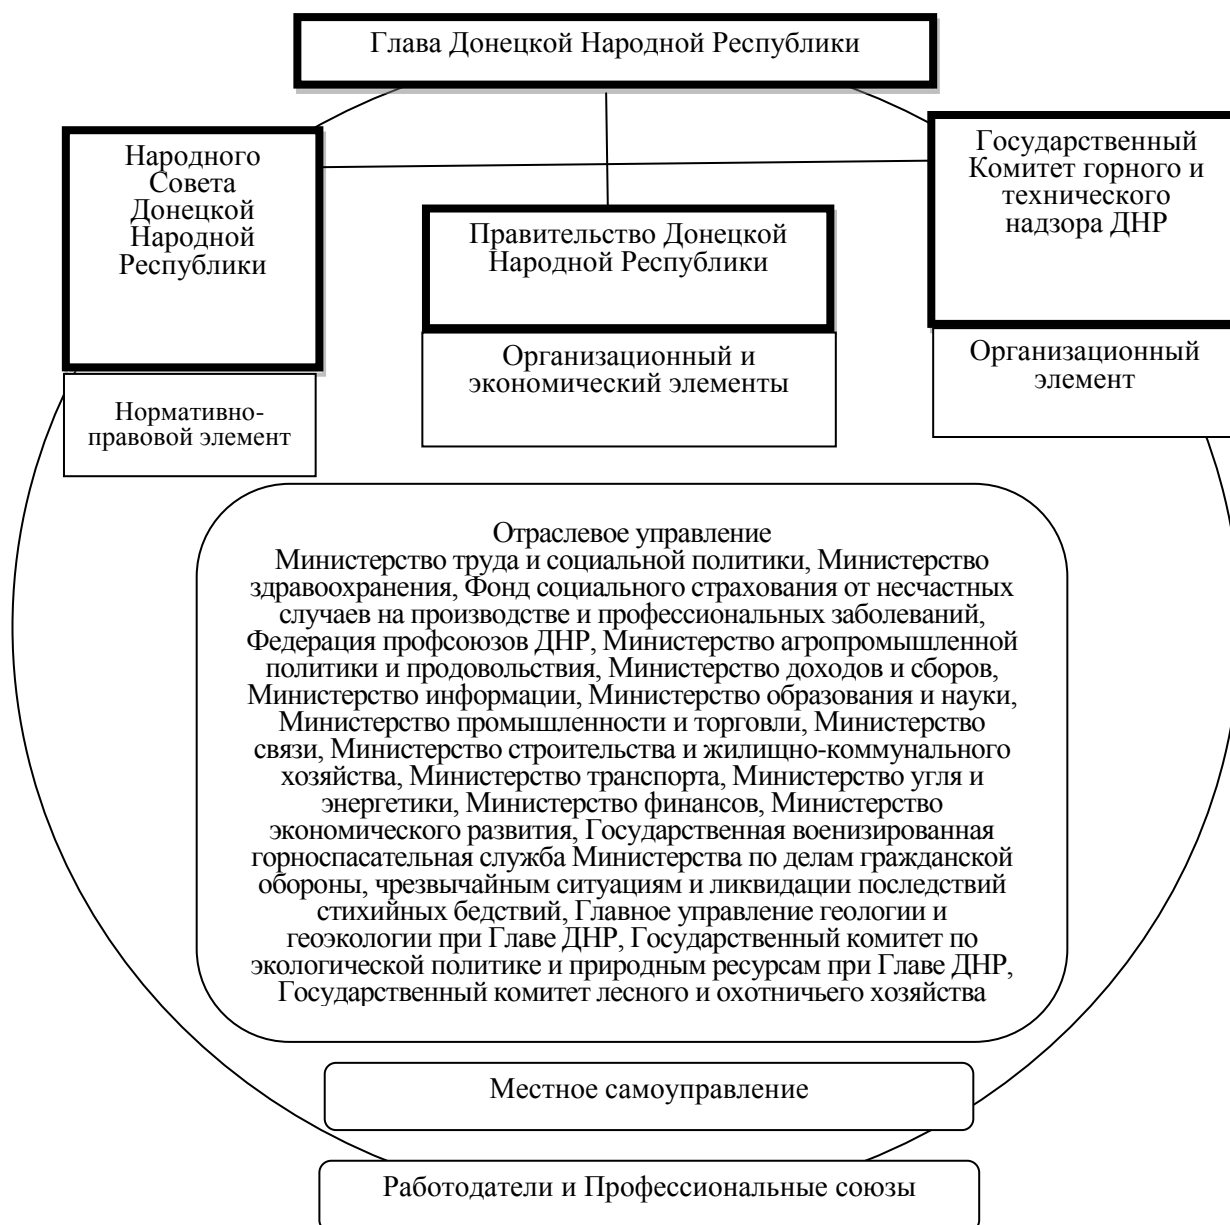 Глава Донецкой Народной Республики
Народного
Совета
Донецкой
Народной
Республики
Нормативно-
правовой элемент
Правительство Донецкой
Народной Республики
Организационный и
экономический элементы
Государственный
Комитет горного и
технического
надзора ДНР
Организационный
элемент
Отраслевое управление
Министерство труда и социальной политики, Министерство
здравоохранения, Фонд социального страхования от несчастных
случаев на производстве и профессиональных заболеваний,
Федерация профсоюзов ДНР, Министерство агропромышленной
политики и продовольствия, Министерство доходов и сборов,
Министерство информации, Министерство образования и науки,
Министерство промышленности и торговли, Министерство
связи, Министерство строительства и жилищно-коммунального
хозяйства, Министерство транспорта, Министерство угля и
энергетики, Министерство финансов, Министерство
экономического развития, Государственная военизированная
горноспасательная служба Министерства по делам гражданской
обороны, чрезвычайным ситуациям и ликвидации последствий
стихийных бедствий, Главное управление геологии и
геоэкологии при Главе ДНР, Государственный комитет по
экологической политике и природным ресурсам при Главе ДНР,
Государственный комитет лесного и охотничьего хозяйства
Местное самоуправление
Работодатели и Профессиональные союзы